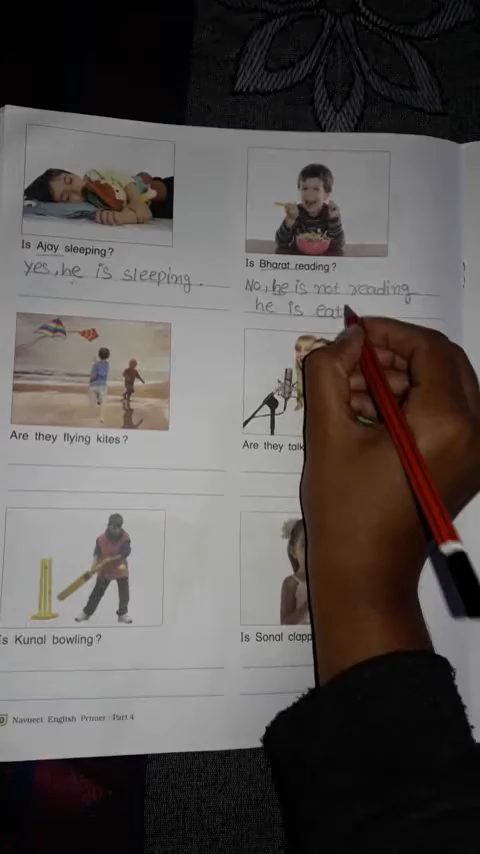 Is Ajay sleeping?
yes, he is sleeping.
Is Bharat reading?
No, he is not reading
he is eat
Are they flying kites?
Are they talk
Is Kunal bowling?
Is Sonal clapp
Navneet English Primer : Part 4